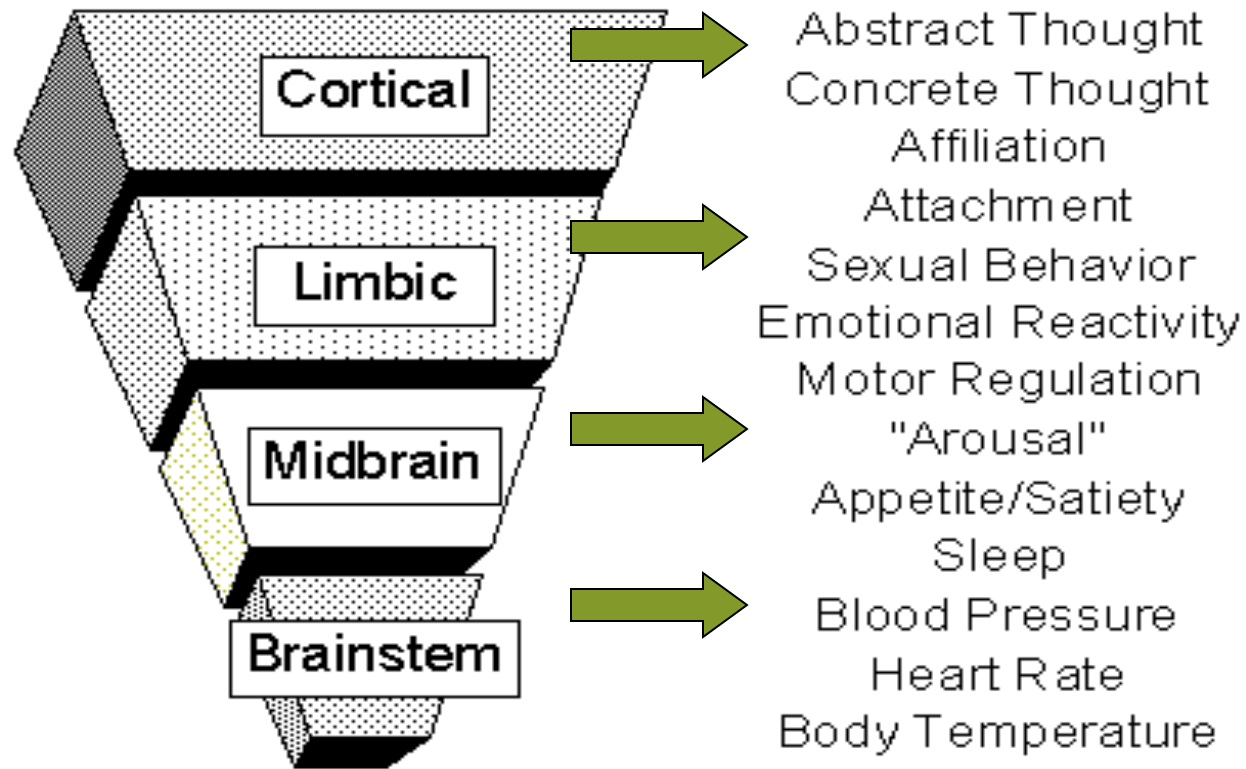 Cortical
Limbic
Midbrain
Brainstem
Abstract Thought
Concrete Thought
Affiliation
Attachment
Sexual Behavior
Emotional Reactivity
Motor Regulation
"Arousal"
Appetite/Satiety
Sleep
Blood Pressure
Heart Rate
Body Temperature